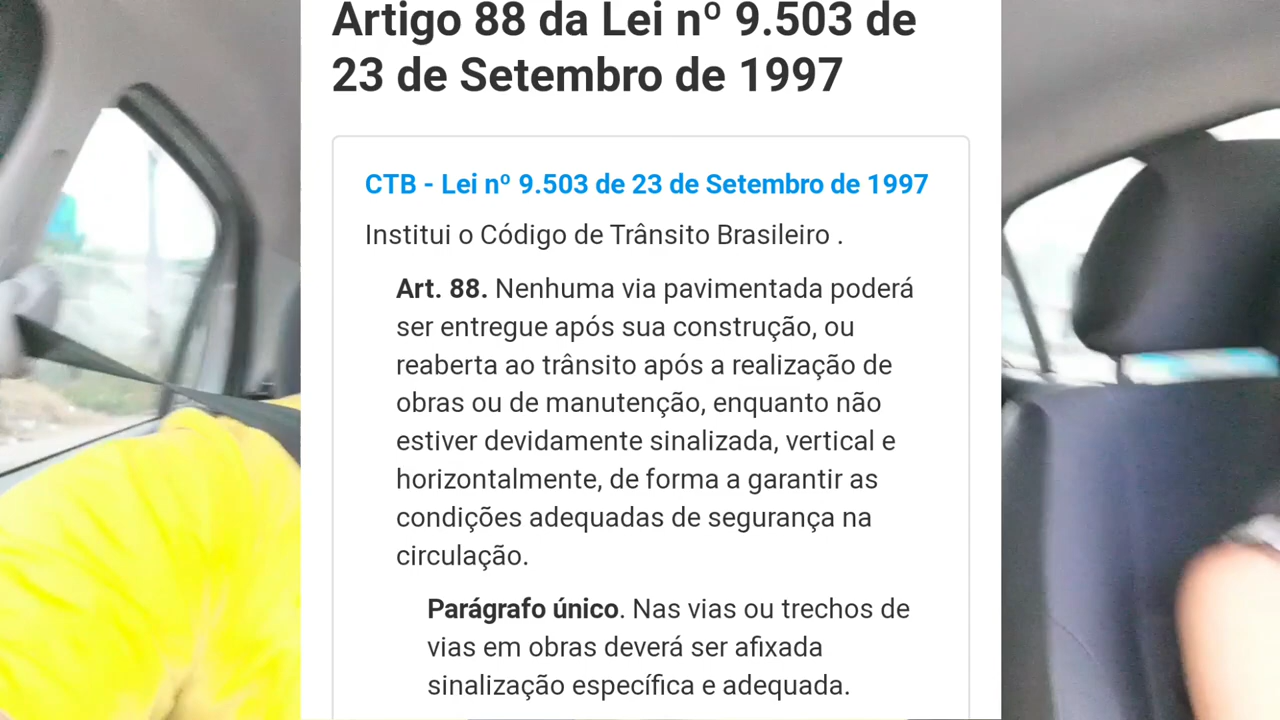 Artigo 88 da Lei nº 9.503 de
23 de Setembro de 1997
CTB - Lei nº 9.503 de 23 de Setembro de 1997
Institui o Código de Trânsito Brasileiro .
Art. 88. Nenhuma via pavimentada poderá
ser entregue após sua construção, ou
reaberta ao trânsito após a realização de
obras ou de manutenção, enquanto não
estiver devidamente sinalizada, vertical e
horizontalmente, de forma a garantir as
condições adequadas de segurança na
circulação.
Parágrafo único. Nas vias ou trechos de
vias em obras deverá ser afixada
sinalização específica e adequada.